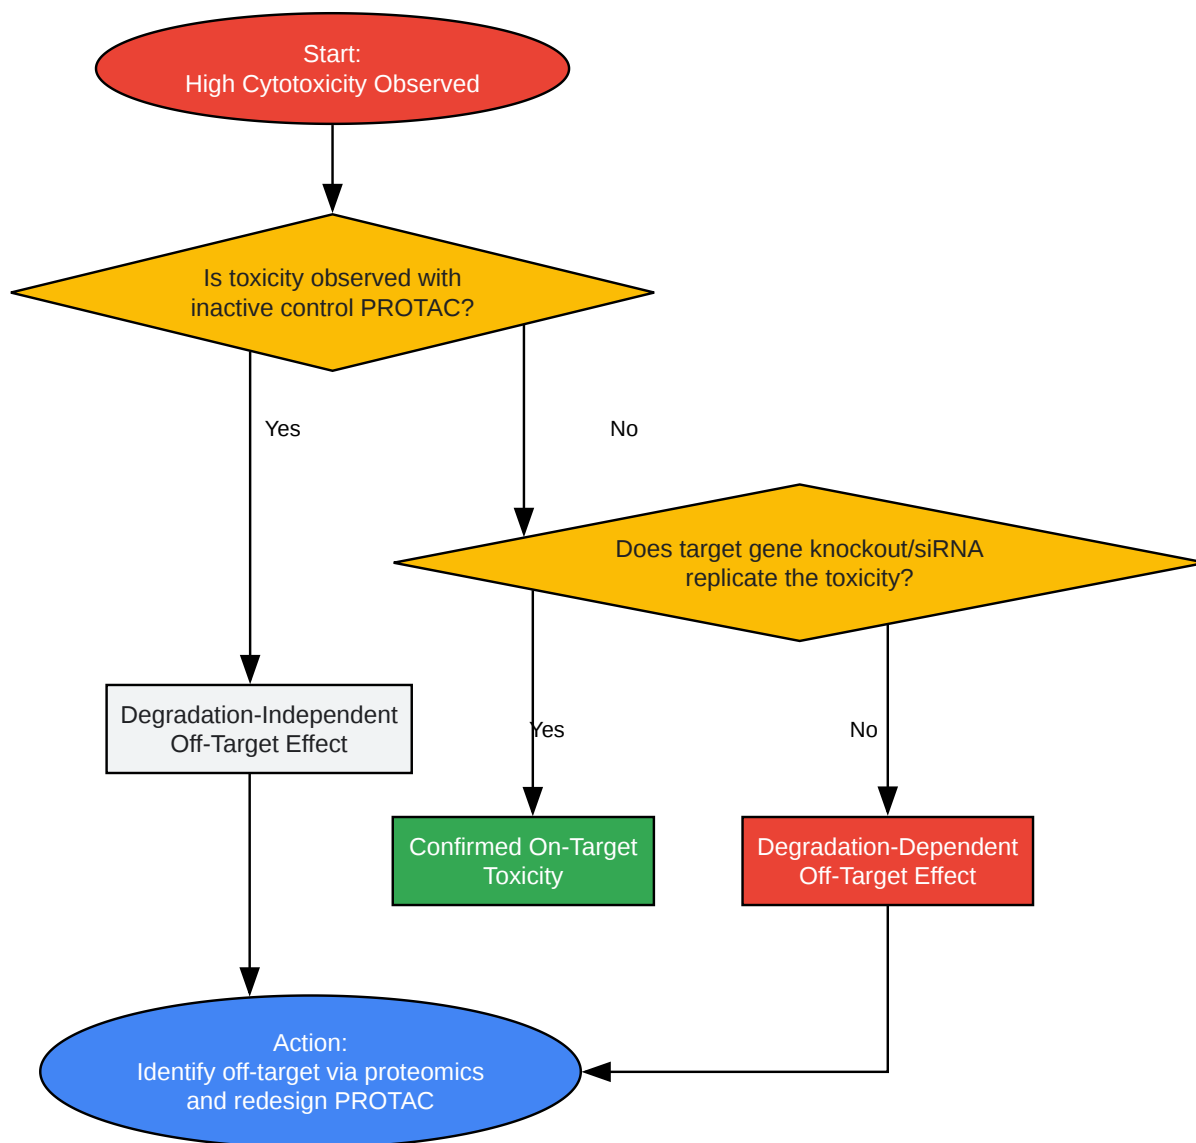 Start:
High Cytotoxicity Observed
Is toxicity observed with
inactive control PROTAC?
Yes
No
Does target gene knockout/siRNA
replicate the toxicity?
Degradation-Independent
Off-Target Effect
Yes
No
Confirmed On-Target
Toxicity
Degradation-Dependent
Off-Target Effect
Action:
Identify off-target via proteomics
and redesign PROTAC